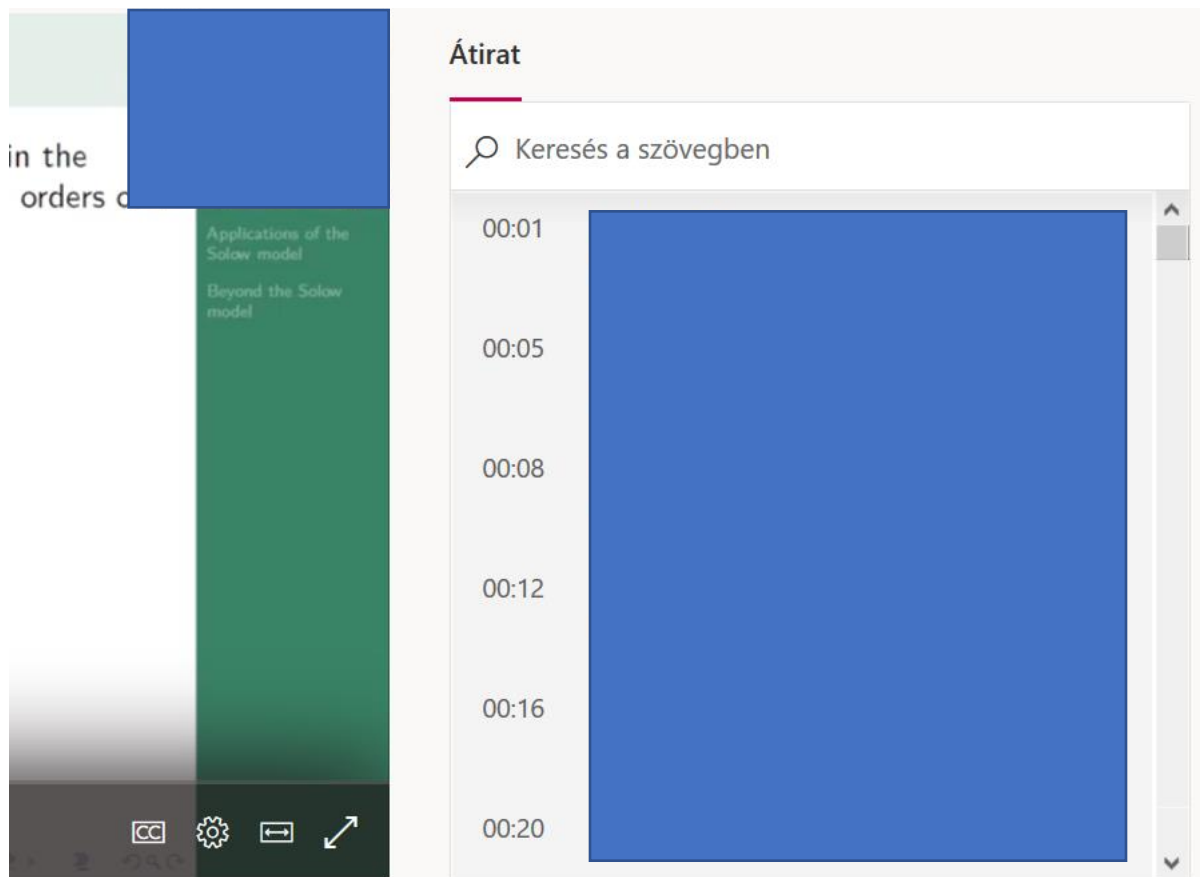 in the
orders
Applications of the
Solow model
Beyond the Solow
model
CC
Átirat
Keresés a szövegben
00:01
00:05
00:08
00:12
00:16
00:20